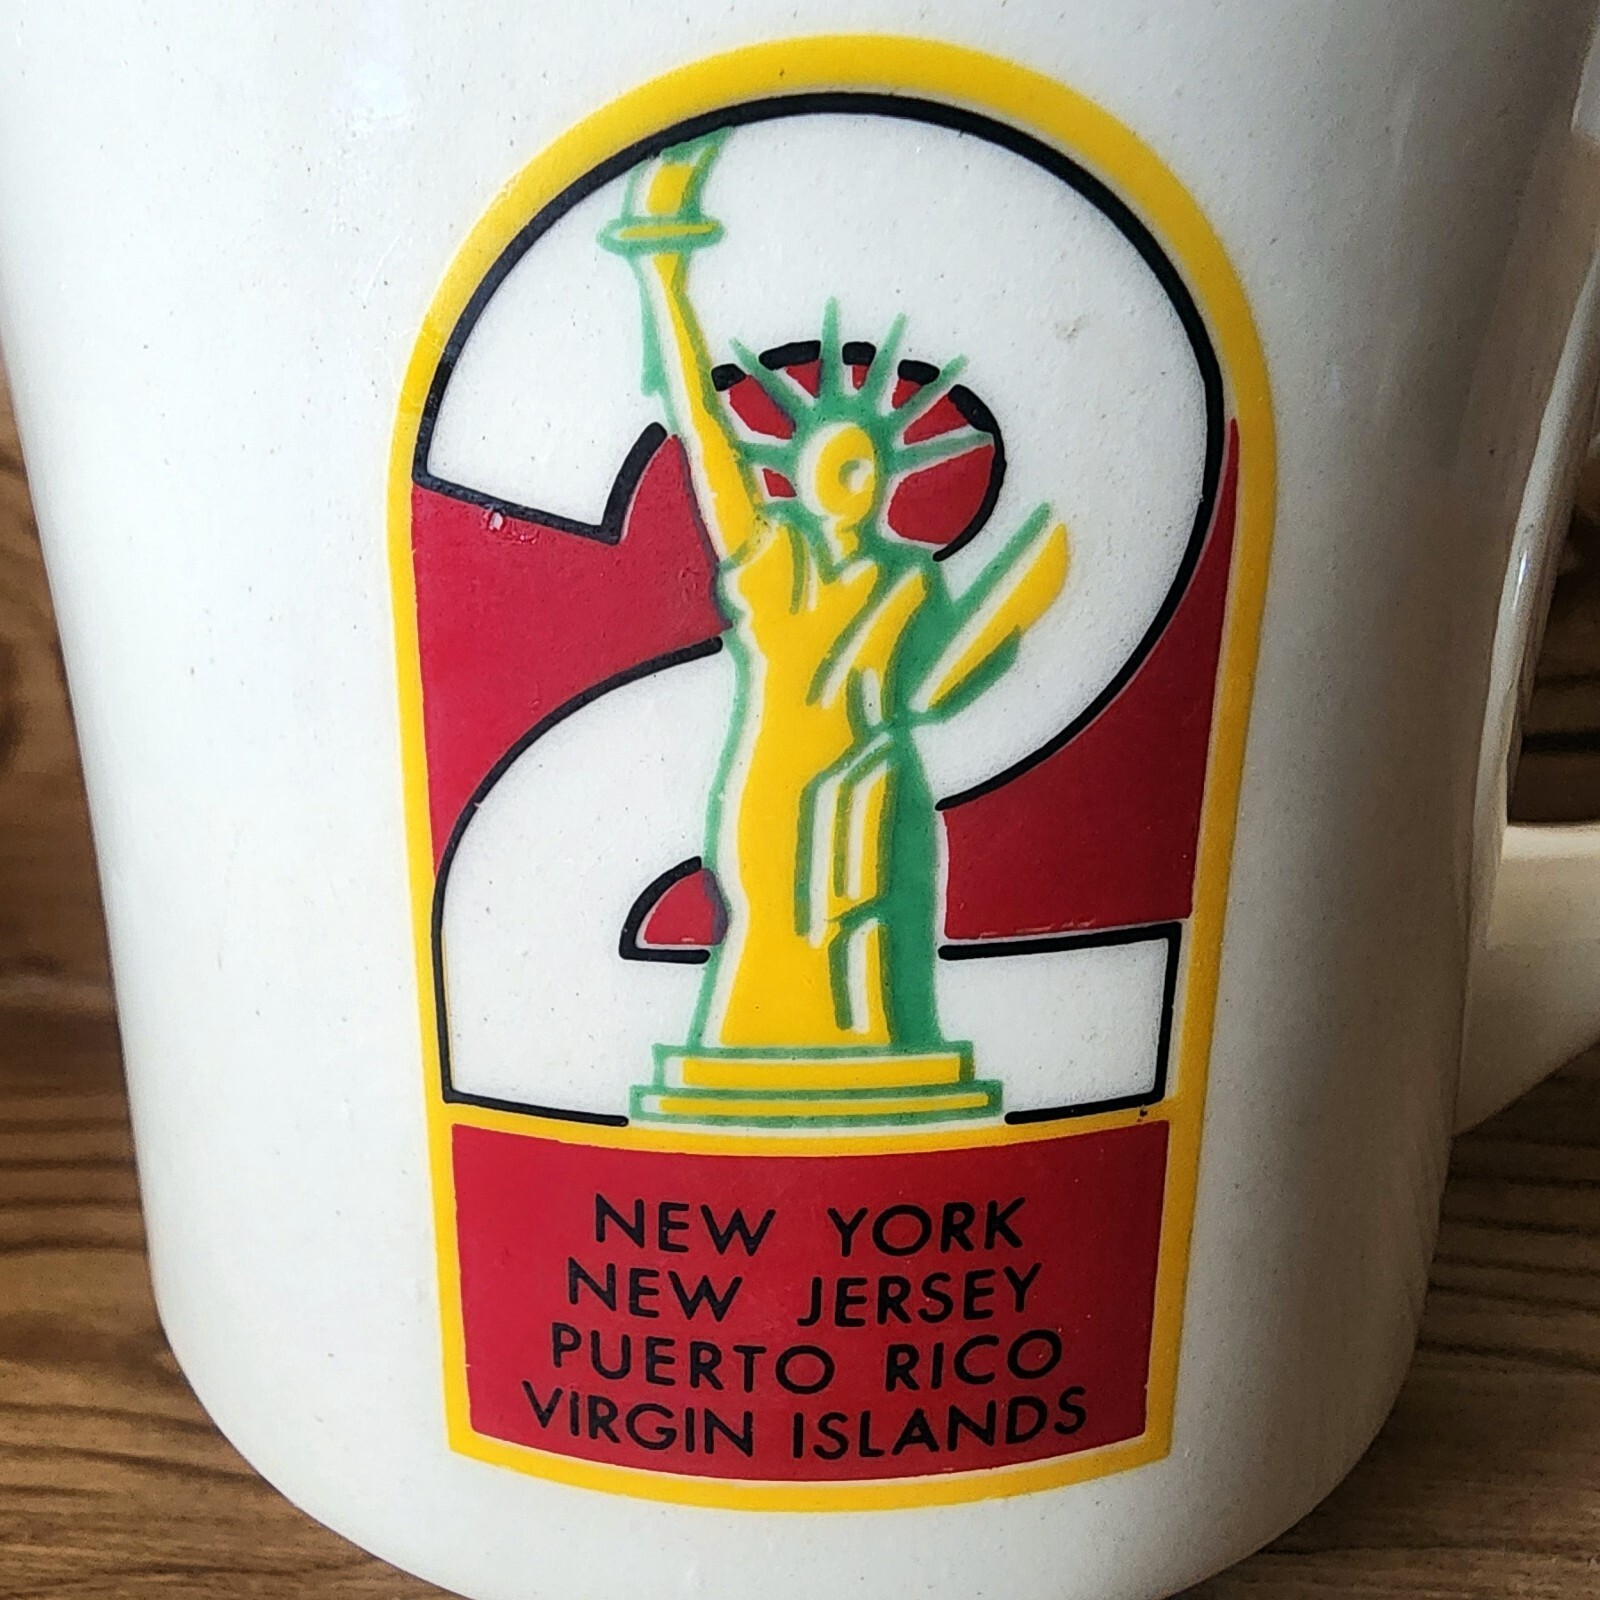 2
NEW YORK
NEW JERSEY
PUERTO RICO
VIRGIN ISLANDS